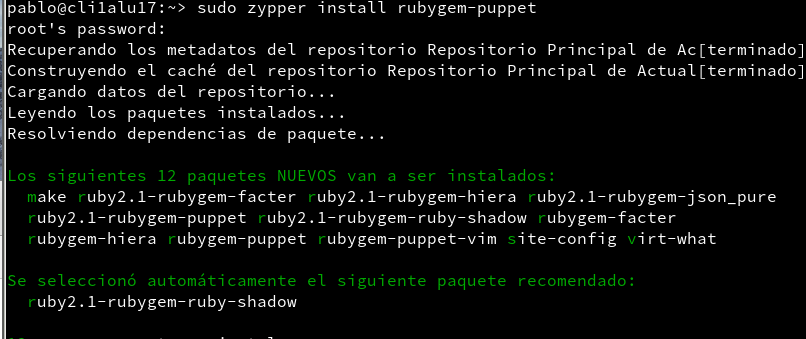 pablo@cli1alu17:~> sudo zypper install rubygem-puppet
root's password:
Recuperando los metadatos del repositorio Repositorio Principal de Ac[terminado]
Construyendo el caché del repositorio Repositorio Principal de Actual[terminado]
Cargando datos del repositorio...
Leyendo los paquetes instalados...
Resolviendo dependencias de paquete...
Los siguientes 12 paquetes NUEVOS van a ser instalados:
make ruby2.1-rubygem-facter ruby2.1-rubygem-hiera ruby2.1-rubygem-json_pure
ruby2.1-rubygem-puppet ruby2.1-rubygem-ruby-shadow rubygem-facter
rubygem-hiera rubygem-puppet rubygem-puppet-vim site-config virt-what
Se seleccionó automáticamente el siguiente paquete recomendado:
ruby2.1-rubygem-ruby-shadow